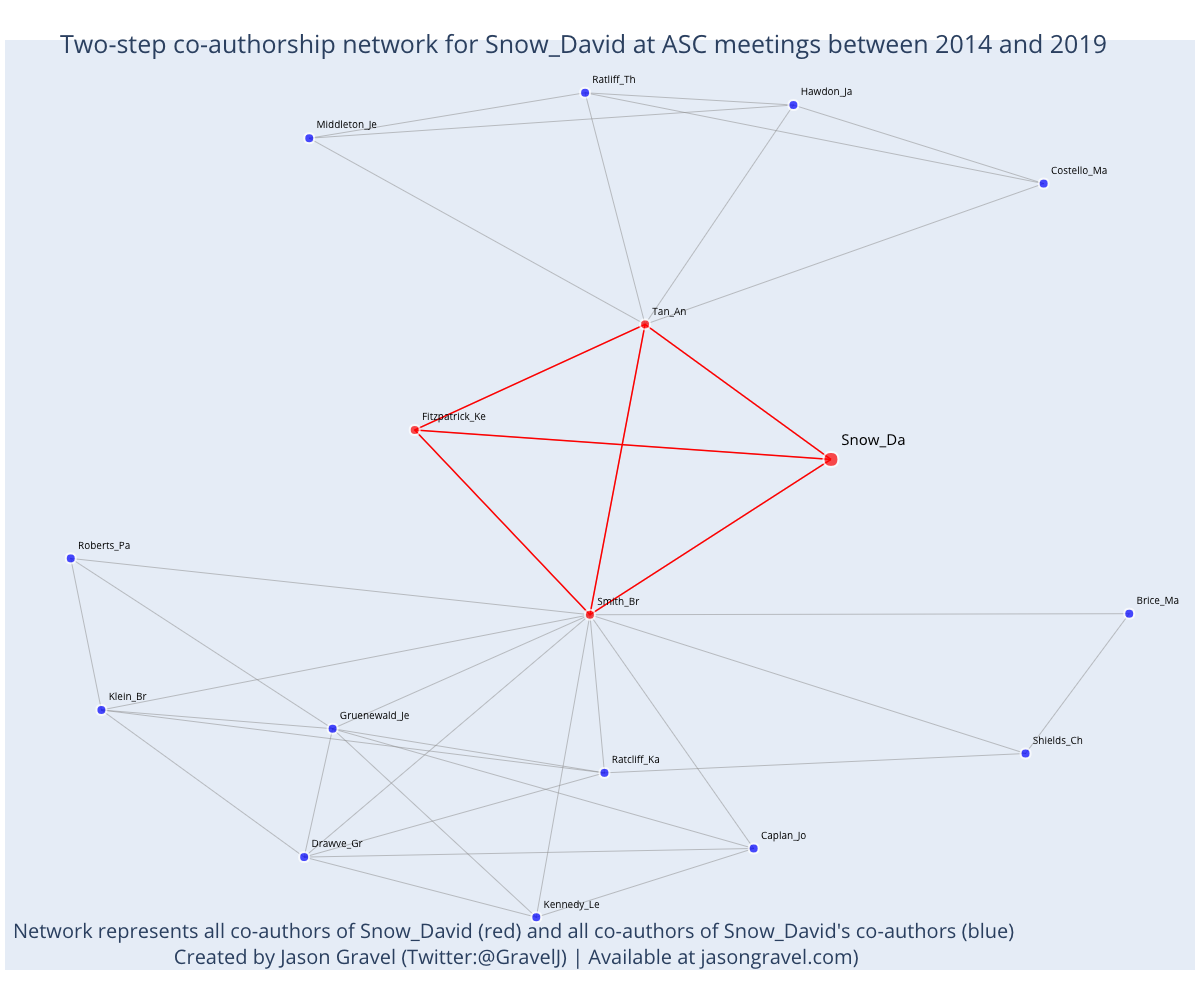 Two-step co-authorship network for Snow_David at ASC meetings between 2014 and 2019
Ratliff_Th
Hawdon_Ja
Middleton_Je
Costello_Ma
Tan_An
Fitzpatrick_Ke
Snow_Da
Roberts_Pa
Smith_Br
Brice_Ma
Klein_Br
Gruenewald_Je
Shields_Ch
Ratcliff_Ka
Caplan_Jo
Drawve_Gr
Kennedy_Le
Network represents all co-authors of Snow_David (red) and all co-authors of Snow_David's co-authors (blue)
Created by Jason Gravel (Twitter:@GravelJ) | Available at jasongravel.com)